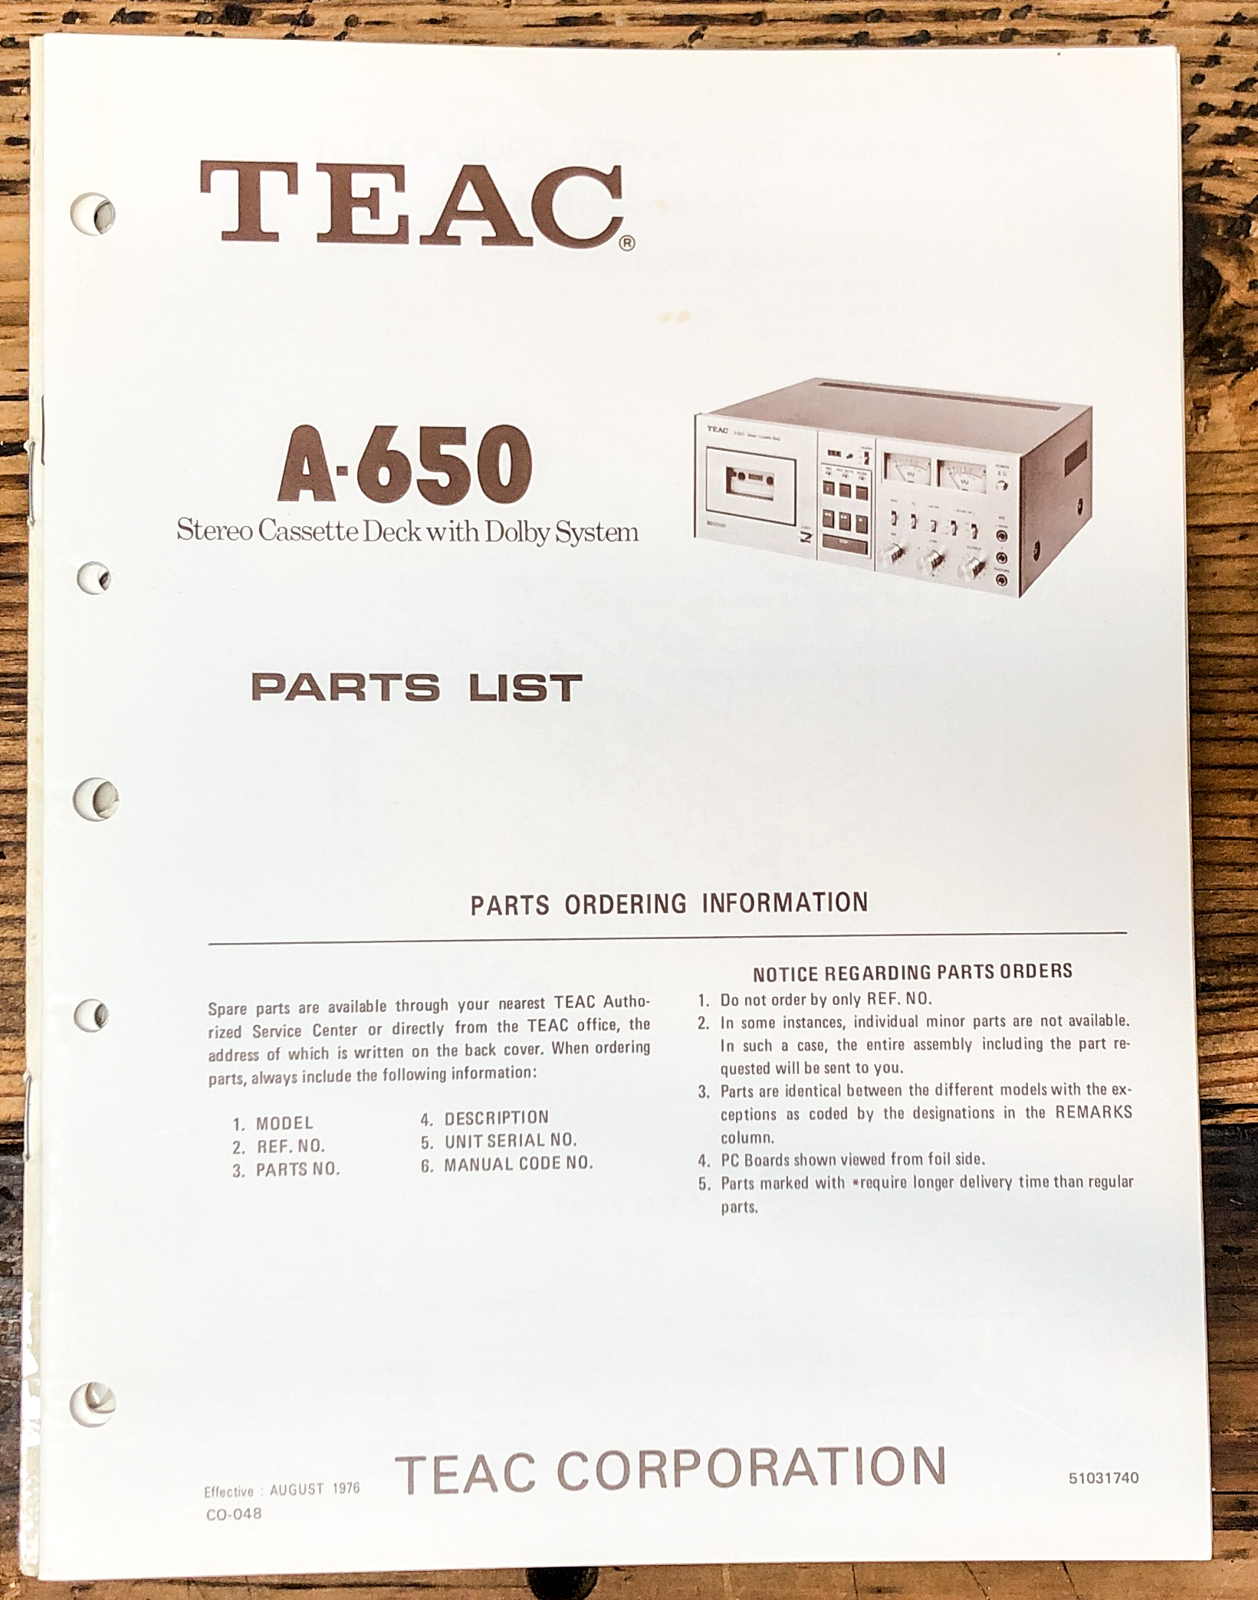 TEAC®
A-650
Stereo Cassette Deck with Dolby System
TEAC
VU
VU
PARTS LIST
PARTS ORDERING INFORMATION
Spare parts are available through your nearest TEAC Autho-
rized Service Center or directly from the TEAC office, the
address of which is written on the back cover. When ordering
parts, always include the following information:
1. MODEL
2. REF. NO.
3. PARTS NO.
4. DESCRIPTION
5. UNIT SERIAL NO.
6. MANUAL CODE NO.
NOTICE REGARDING PARTS ORDERS
1. Do not order by only REF. NO.
2. In some instances, individual minor parts are not available.
In such a case, the entire assembly including the part re-
quested will be sent to you.
3. Parts are identical between the different models with the ex-
ceptions as coded by the designations in the REMARKS
column.
4. PC Boards shown viewed from foil side.
5. Parts marked with *require longer delivery time than regular
parts.
Effective : AUGUST 1976
CO-048
TEAC CORPORATION
51031740